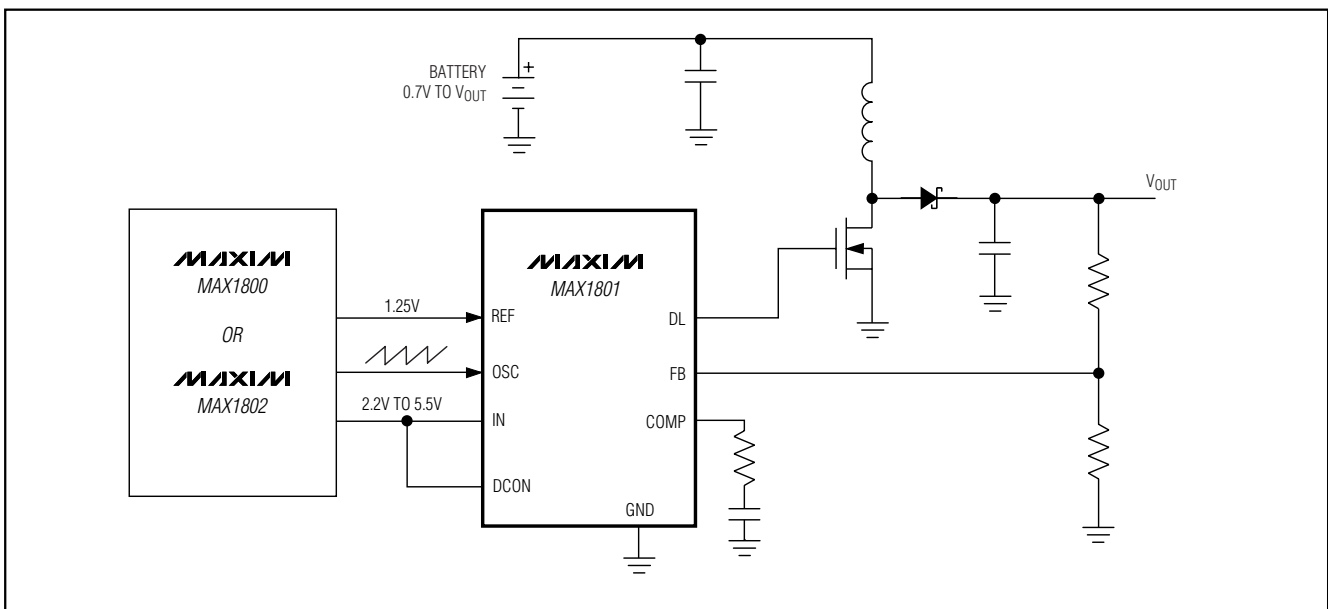 BATTERY
0.7V TO VOUT
+
VOUT
MAXIM
MAX1800
OR
MAXIM
MAX1802
1.25V
2.2V TO 5.5V
MAXIM
MAX1801
REF
OSC
IN
DCON
DL
FB
COMP
GND